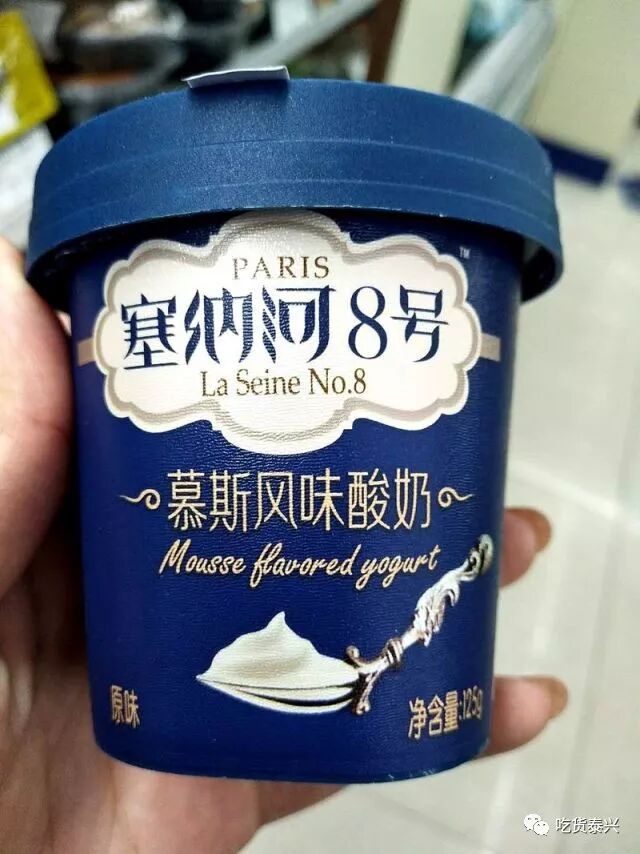 PARIS
塞纳河8号
TM
La Seine No.8
慕斯风味酸奶
Mousse flavored yogurt
原味
净含量:125g
吃货泰兴